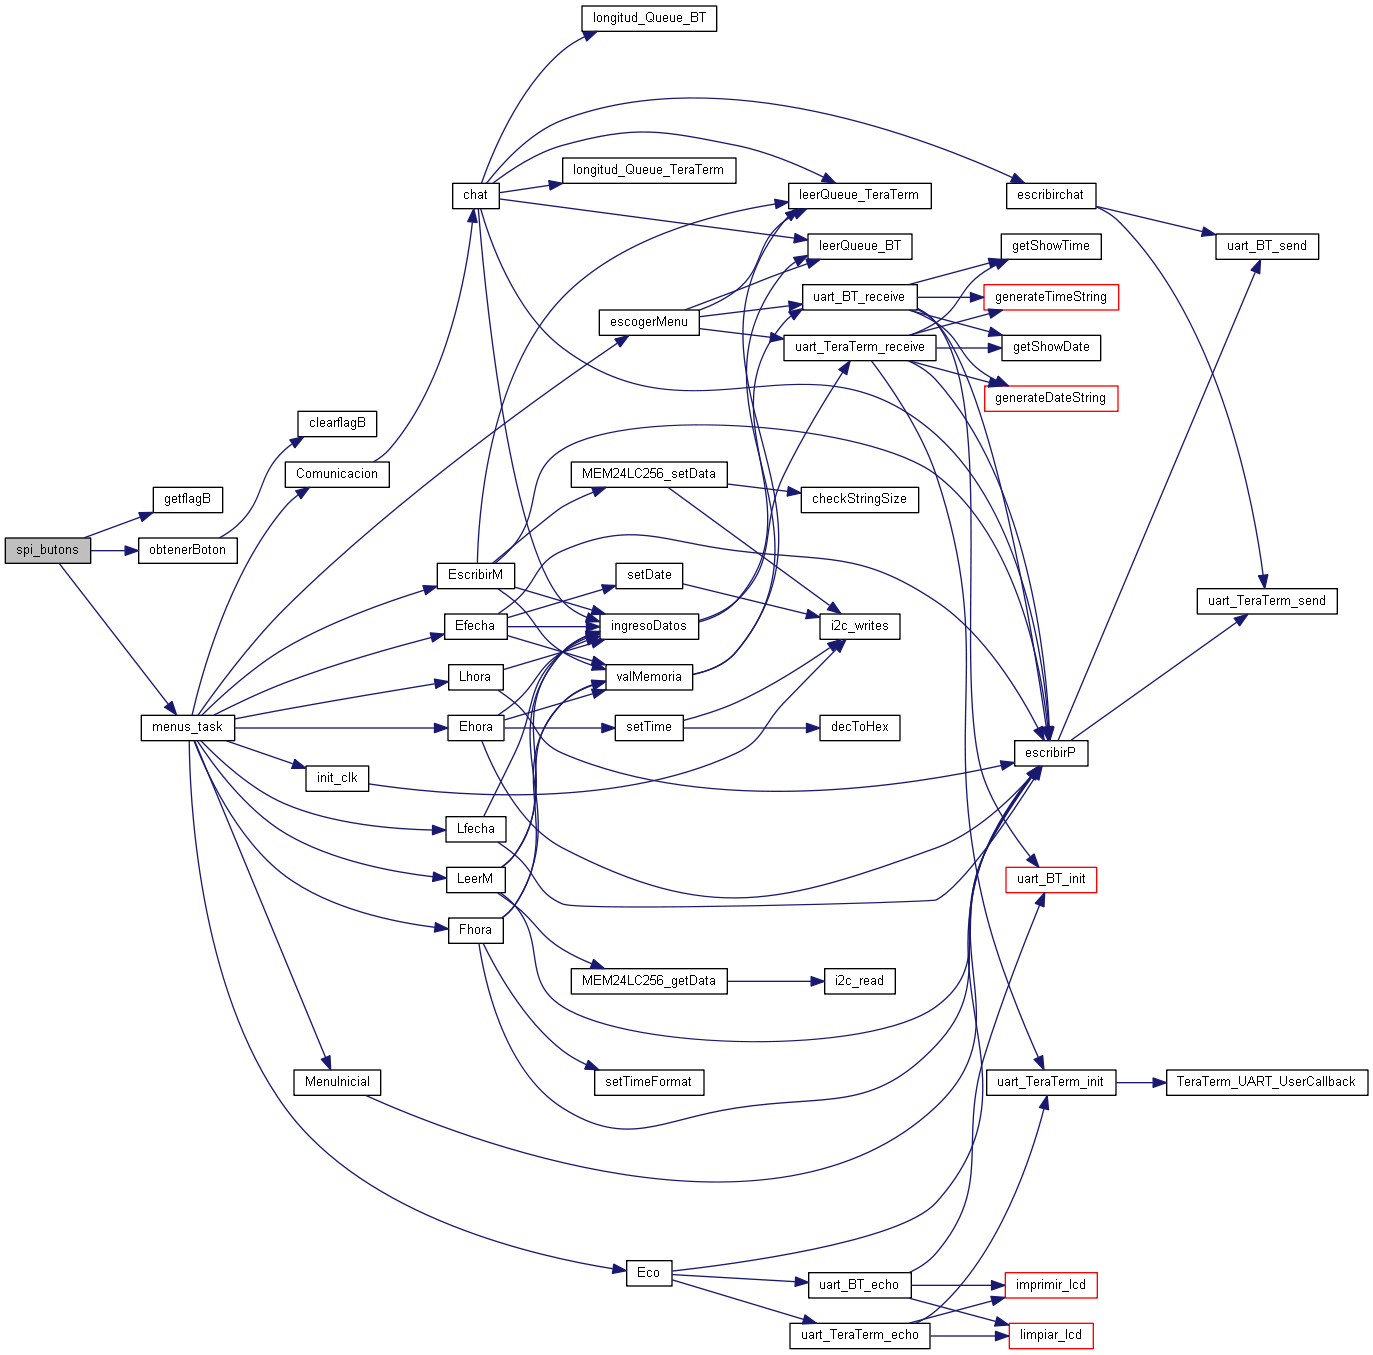 longitud_Queue_BT
longitud_Queue_TeraTerm
chat
leerQueue_TeraTerm
escribirchat
leerQueue_BT
getShowTime
uart_BT_send
uart_BT_receive
generateTimeString
escogerMenu
uart_TeraTerm_receive
getShowDate
generateDateString
clearflagB
Comunicacion
MEM24LC256_setData
checkStringSize
getflagB
spi_butons
obtenerBoton
EscribirM
setDate
uart_TeraTerm_send
Efecha
ingresoDatos
i2c_writes
Lhora
valMemoria
menus_task
Ehora
setTime
decToHex
escribirP
init_clk
Lfecha
LeerM
uart_BT_init
Fhora
MEM24LC256_getData
i2c_read
MenuInicial
setTimeFormat
uart_TeraTerm_init
TeraTerm_UART_UserCallback
Eco
uart_BT_echo
imprimir_lcd
uart_TeraTerm_echo
limpiar_lcd